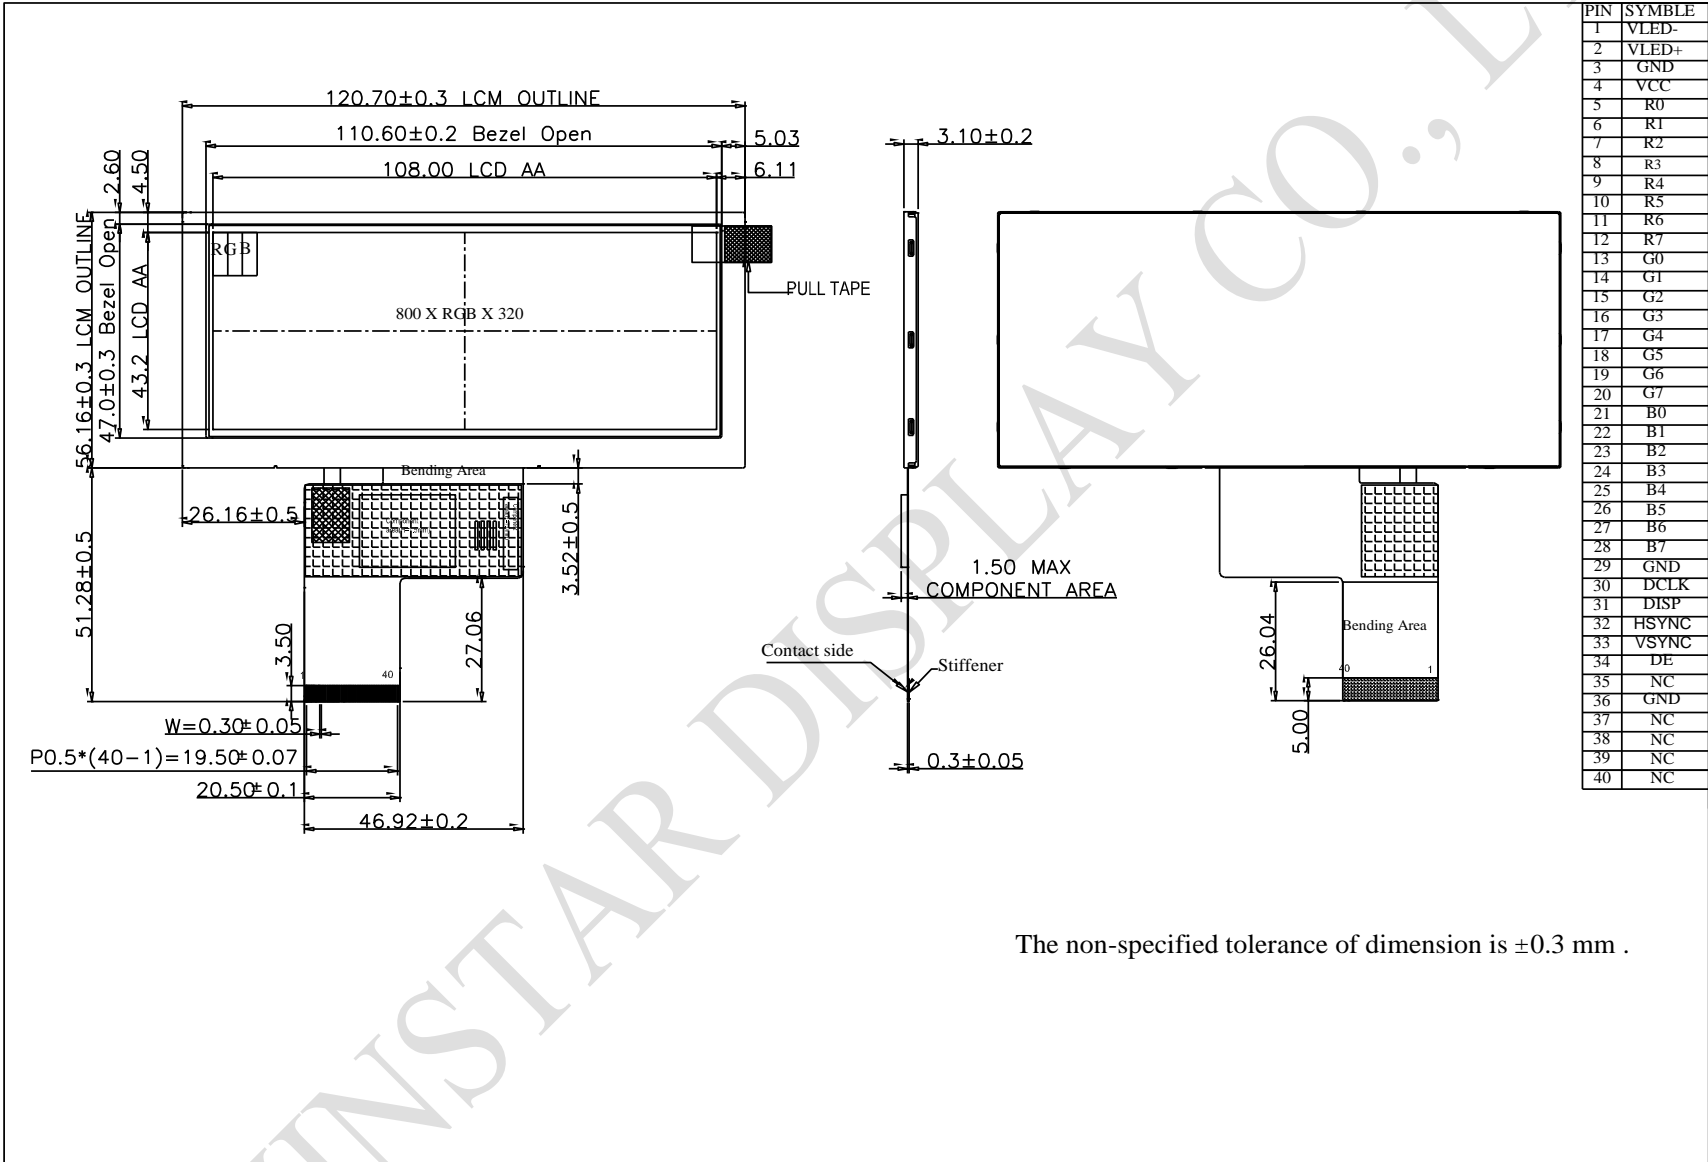 120.70±0.3 LCM OUTLINE
110.60±0.2 Bezel Open
5.03
108.00 LCD AA
6.11
2.60
4.50
56.16±0.3 LCM OUTLINE
47.0±0.3 Bezel Open
43.2 LCD AA
RGB
800 X RGB X 320
PULL TAPE
Bending Area
26.16±0.5
51.28±0.5
3.52±0.5
3.50
27.06
1
40
W=0.30±0.05
P0.5*(40-1)=19.50±0.07
20.50±0.1
46.92±0.2
3.10±0.2
1.50 MAX
COMPONENT AREA
Contact side
Stiffener
0.3±0.05
26.04
Bending Area
40
1
5.00
The non-specified tolerance of dimension is ±0.3 mm .
PIN SYMBLE
1 VLED-
2 VLED+
3 GND
4 VCC
5 R0
6 R1
7 R2
8 R3
9 R4
10 R5
11 R6
12 R7
13 G0
14 G1
15 G2
16 G3
17 G4
18 G5
19 G6
20 G7
21 B0
22 B1
23 B2
24 B3
25 B4
26 B5
27 B6
28 B7
29 GND
30 DCLK
31 DISP
32 HSYNC
33 VSYNC
34 DE
35 NC
36 GND
37 NC
38 NC
39 NC
40 NC
INSTAR DISPLAY CO., L